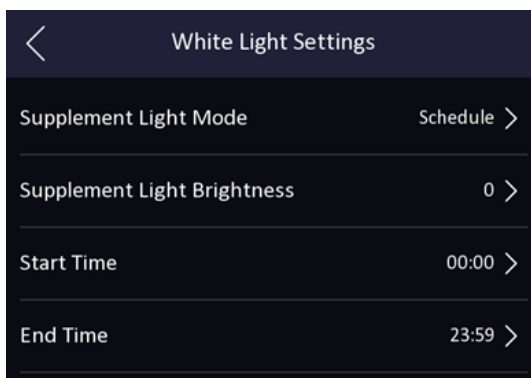 White Light Settings
Supplement Light Mode Schedule
Supplement Light Brightness 0
Start Time 00:00
End Time 23:59